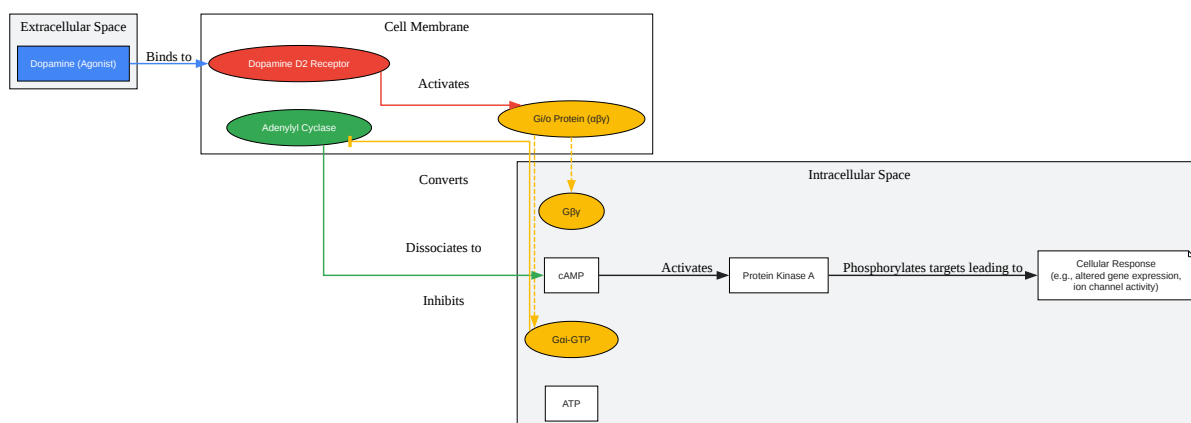 Extracellular Space
Cell Membrane
Dopamine (Agonist)
Binds to
Dopamine D2 Receptor
Activates
Gi/o Protein (αβγ)
Adenylyl Cyclase
Converts
Intracellular Space
Gβγ
Dissociates to
cAMP
Activates
Protein Kinase A
Phosphorylates targets leading to
Cellular Response
(e.g., altered gene expression,
ion channel activity)
Inhibits
Gαi-GTP
ATP